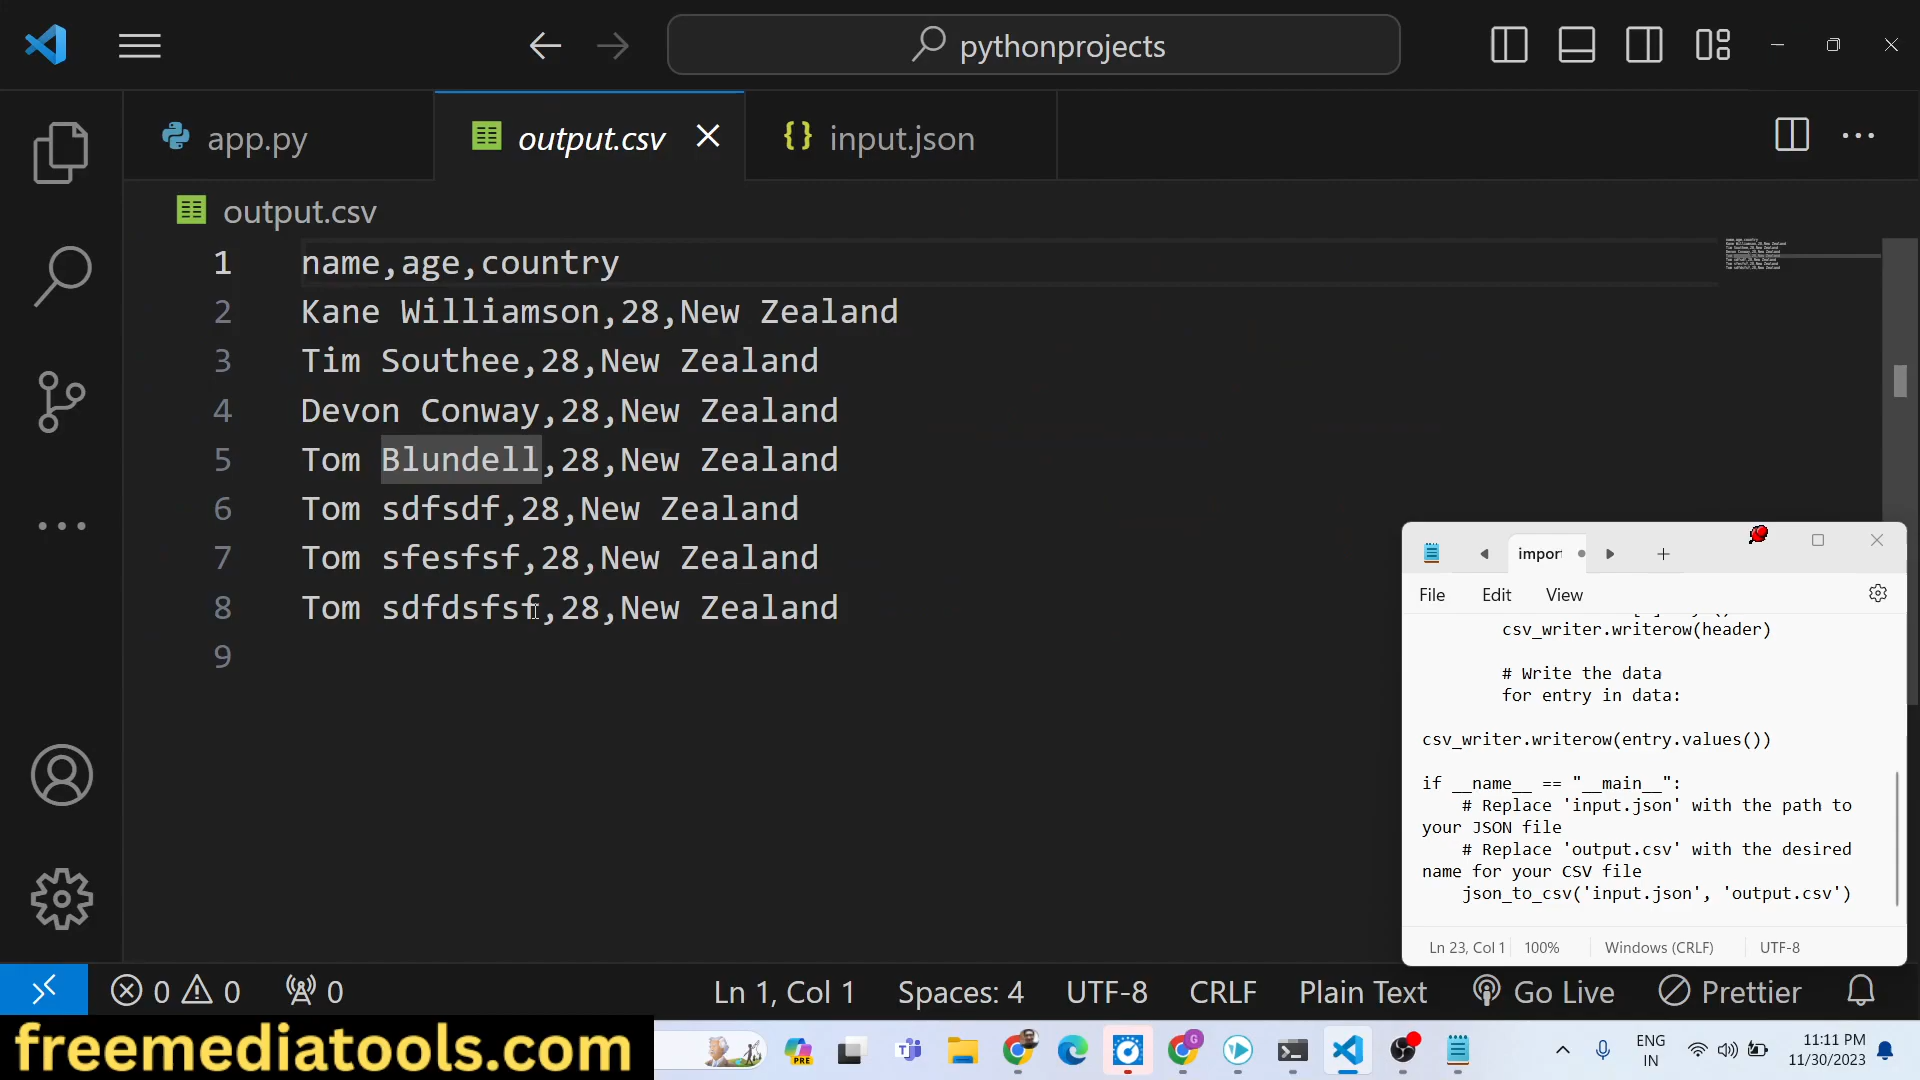 pythonprojects
app.py
output.csv
input.json
output.csv
1 name,age,country
2 Kane Williamson,28,New Zealand
3 Tim Southee,28,New Zealand
4 Devon Conway,28,New Zealand
5 Tom Blundell,28,New Zealand
6 Tom sdfsdf,28,New Zealand
7 Tom sfesfsf,28,New Zealand
8 Tom sdfdsfsf,28,New Zealand
9
import
File Edit View
csv_writer.writerow(header)
# Write the data
for entry in data:
csv_writer.writerow(entry.values())
if __name__ == "__main__":
# Replace 'input.json' with the path to
your JSON file
# Replace 'output.csv' with the desired
name for your CSV file
json_to_csv('input.json', 'output.csv')
Ln 23, Col 1 100% Windows (CRLF) UTF-8
0 0 0 Ln 1, Col 1 Spaces: 4 UTF-8 CRLF Plain Text Go Live Prettier
freemediatools.com
PRE
G
ENG
IN
11:11 PM
11/30/2023